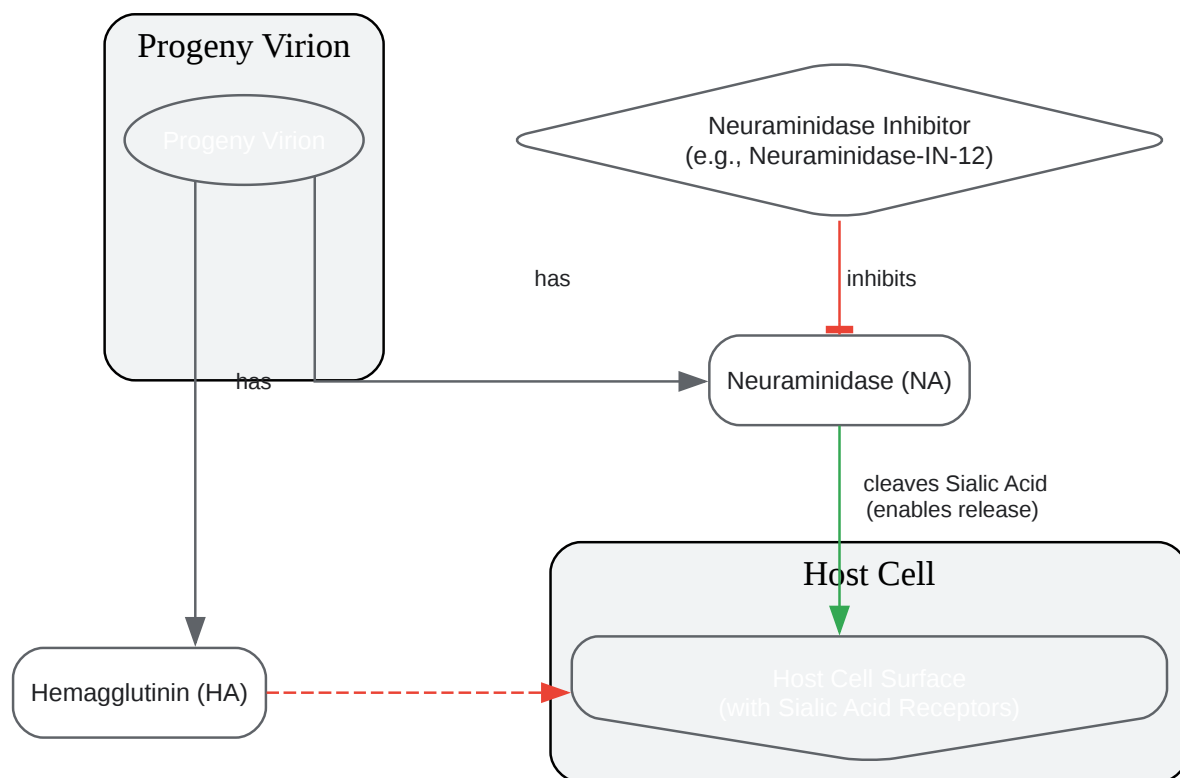 Progeny Virion
Progeny Virion
Neuraminidase Inhibitor
(e.g., Neuraminidase-IN-12)
has
inhibits
has
Neuraminidase (NA)
cleaves Sialic Acid
(enables release)
Host Cell
Hemagglutinin (HA)
Host Cell Surface
(with Sialic Acid Receptors)